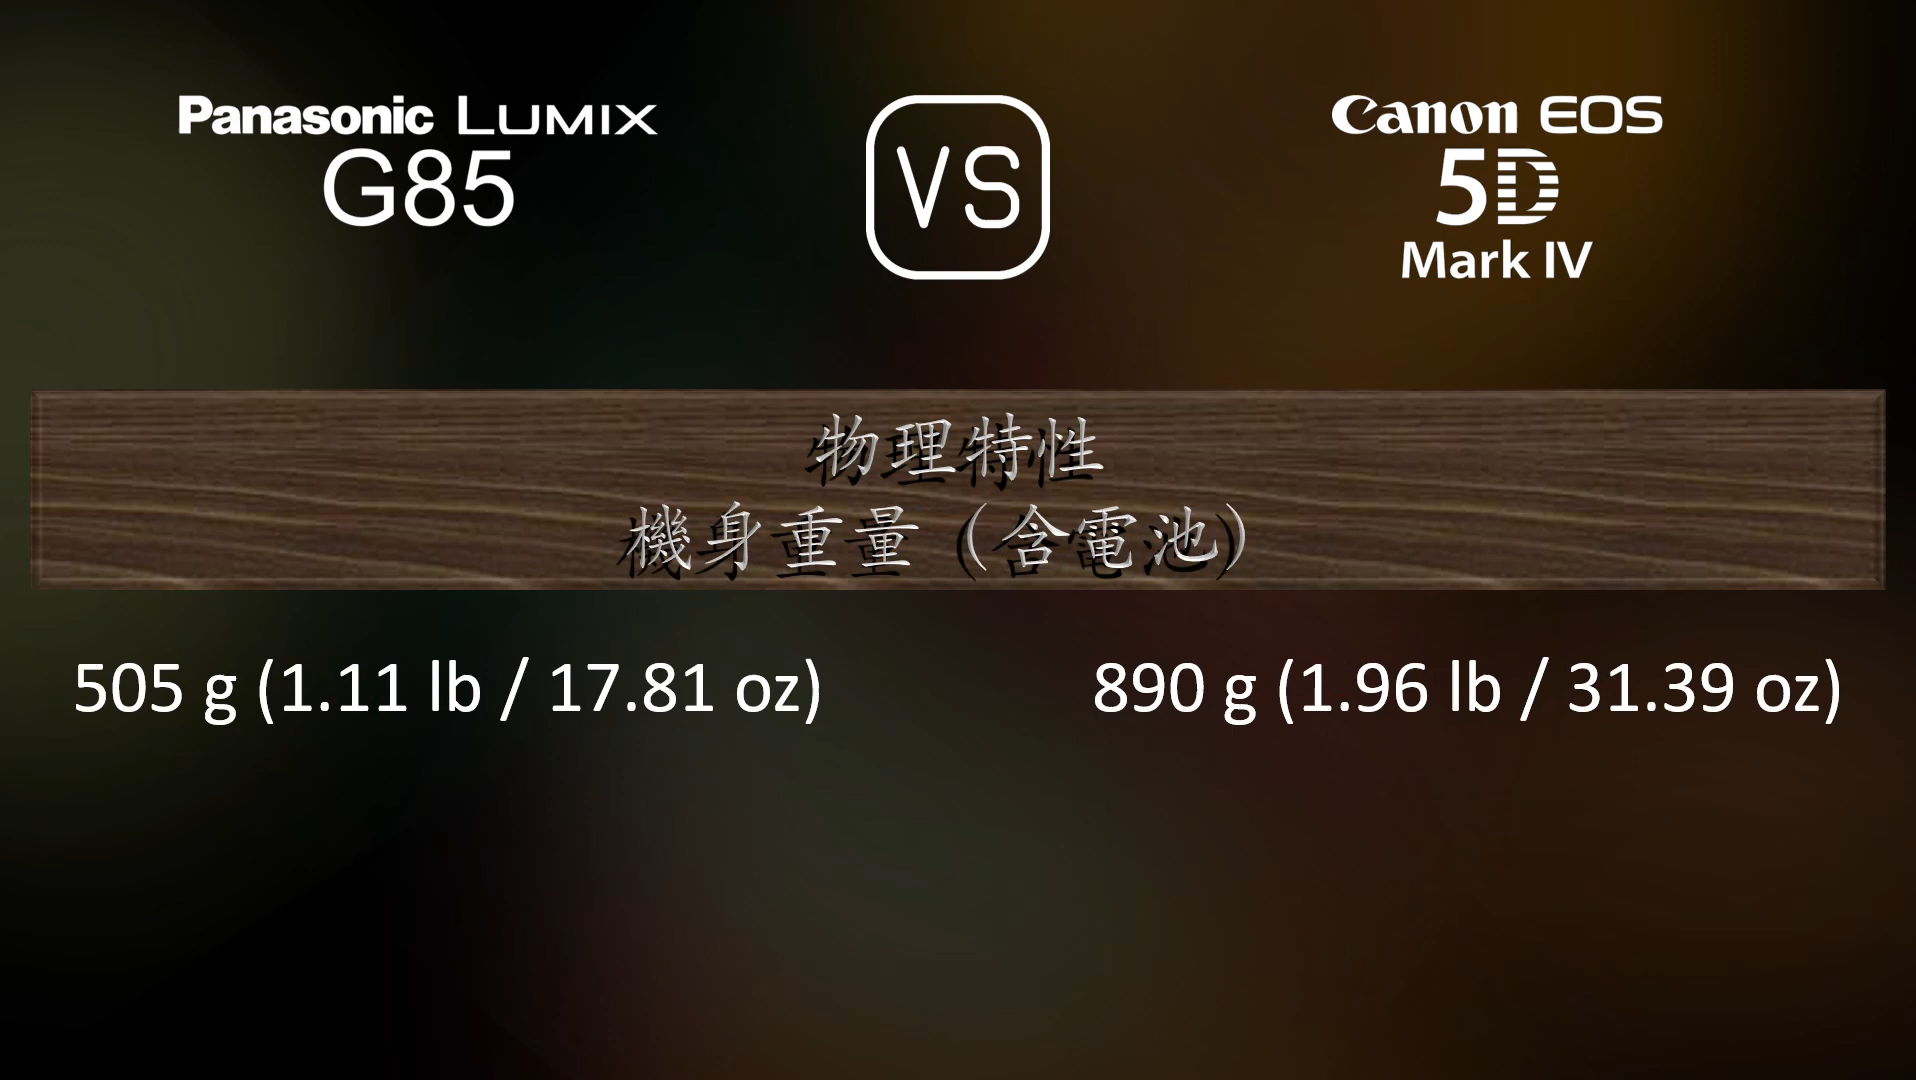 Panasonic LUMIX
G85
VS
Canon EOS
5D
Mark IV
物理特性
機身重量（含電池）
505 g (1.11 lb / 17.81 oz)
890 g (1.96 lb / 31.39 oz)